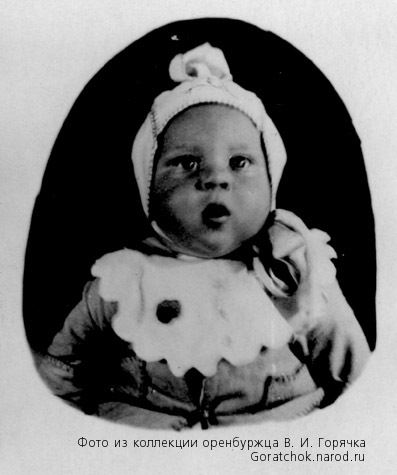 Фото из коллекции оренбуржца В. И. Горячка
Goratchok.narod.ru